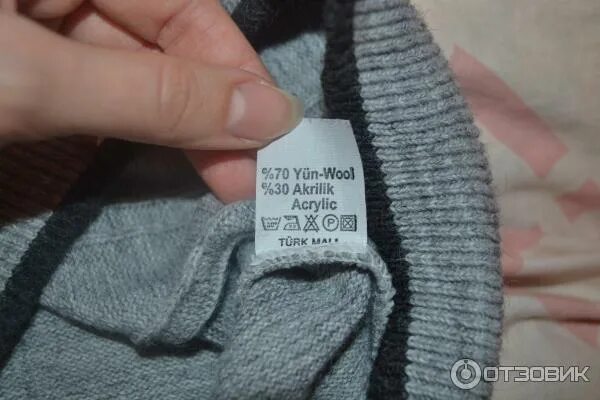 %70 Yün-Wool
%30 Akrilik
Acrylic
P
TÜRK MALI
ОТЗОВИК